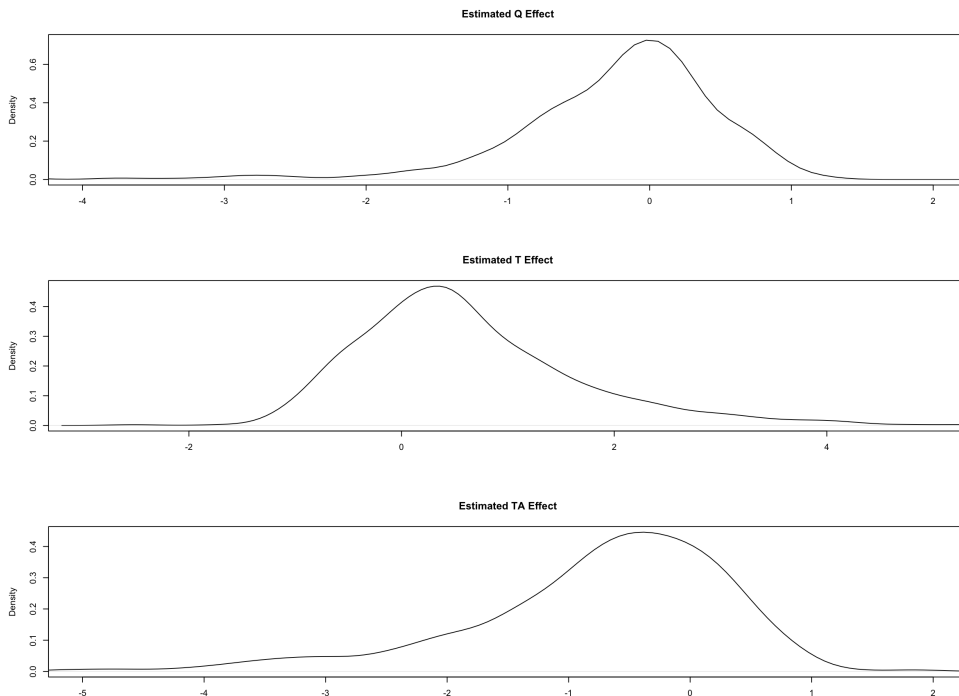 Estimated Q Effect
Density
0.6
0.4
0.2
0.0
-4 -3 -2 -1 0 1 2
Estimated T Effect
Density
0.4
0.3
0.2
0.1
0.0
-2 0 2 4
Estimated TA Effect
Density
0.4
0.3
0.2
0.1
0.0
-5 -4 -3 -2 -1 0 1 2